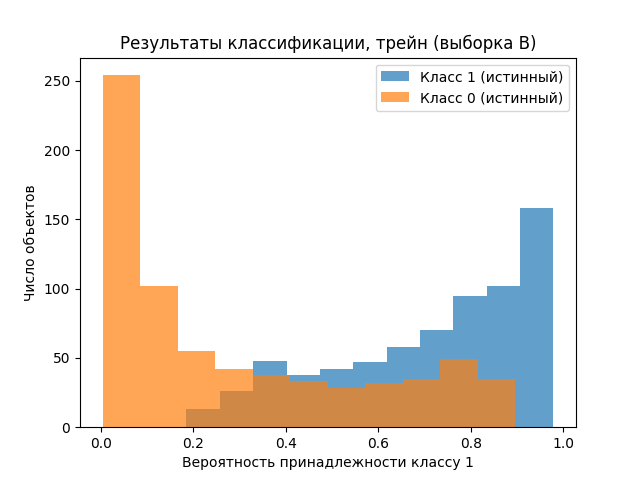 Результаты классификации, трейн (выборка B)
Класс 1 (истинный)
Класс 0 (истинный)
Число объектов
250
200
150
100
50
0
0.0 0.2 0.4 0.6 0.8 1.0
Вероятность принадлежности классу 1